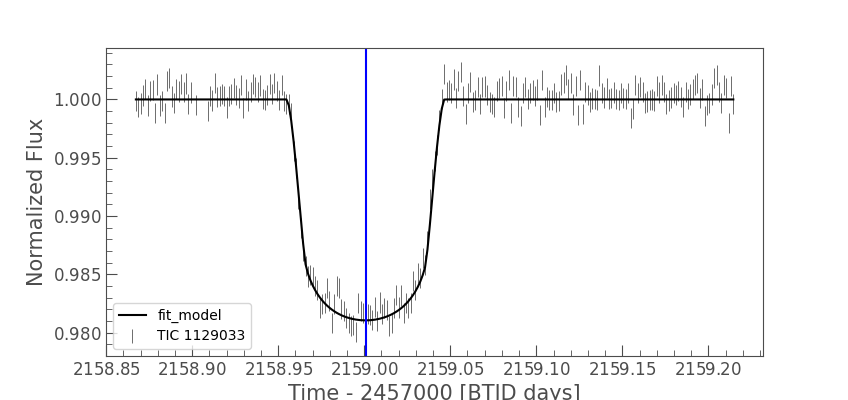 1.000
0.995
0.990
0.985
0.980
Normalized Flux
fit_model
TIC 1129033
2158.85 2158.90 2158.95 2159.00 2159.05 2159.10 2159.15 2159.20
Time - 2457000 [BTJD days]